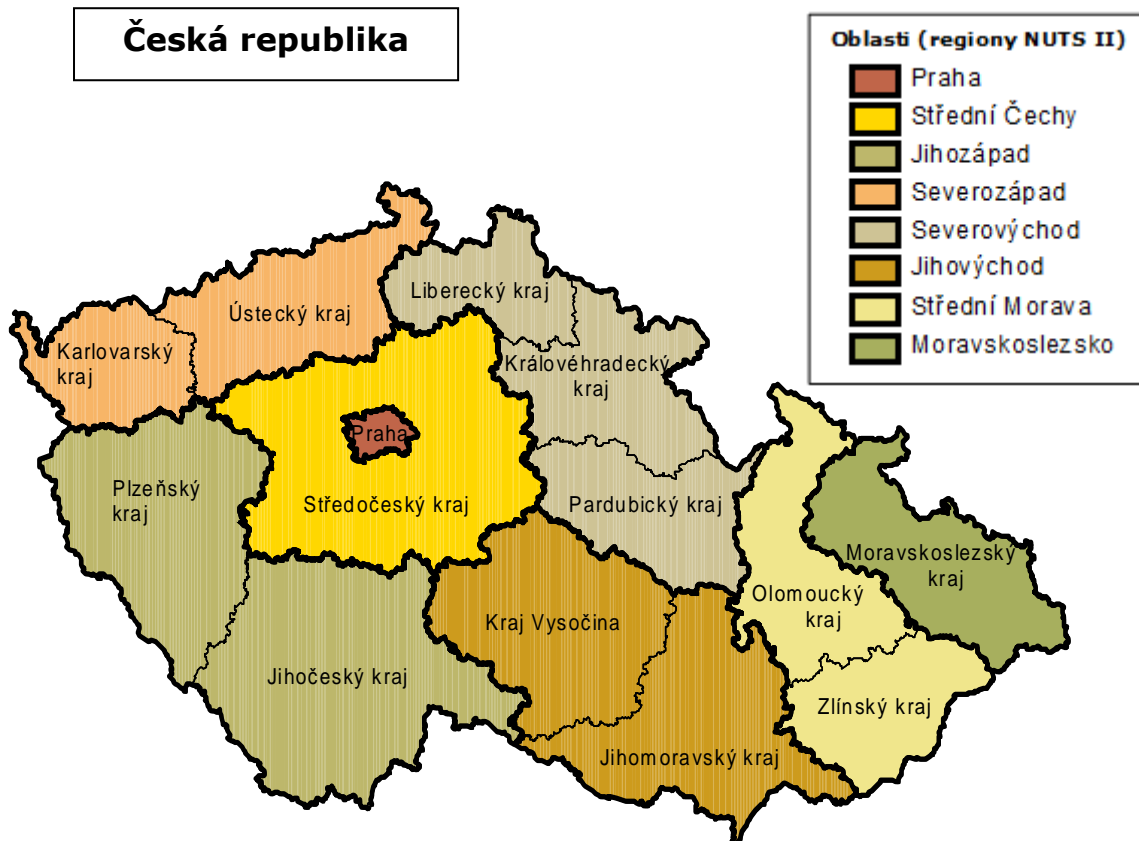 Česká republika
Oblasti (regiony NUTS II)
Praha
Střední Čechy
Jihozápad
Severozápad
Severovýchod
Jihovýchod
Střední Morava
Moravskoslezsko
Liberecký kraj
Ústecký kraj
Karlovarský
kraj
Královéhradecký
kraj
Praha
Plzeňský
kraj
Středočeský kraj
Pardubický kraj
Moravskoslezský
kraj
Olomoucký
kraj
Kraj Vysočina
Jihočeský kraj
Zlínský kraj
Jihomoravský kraj